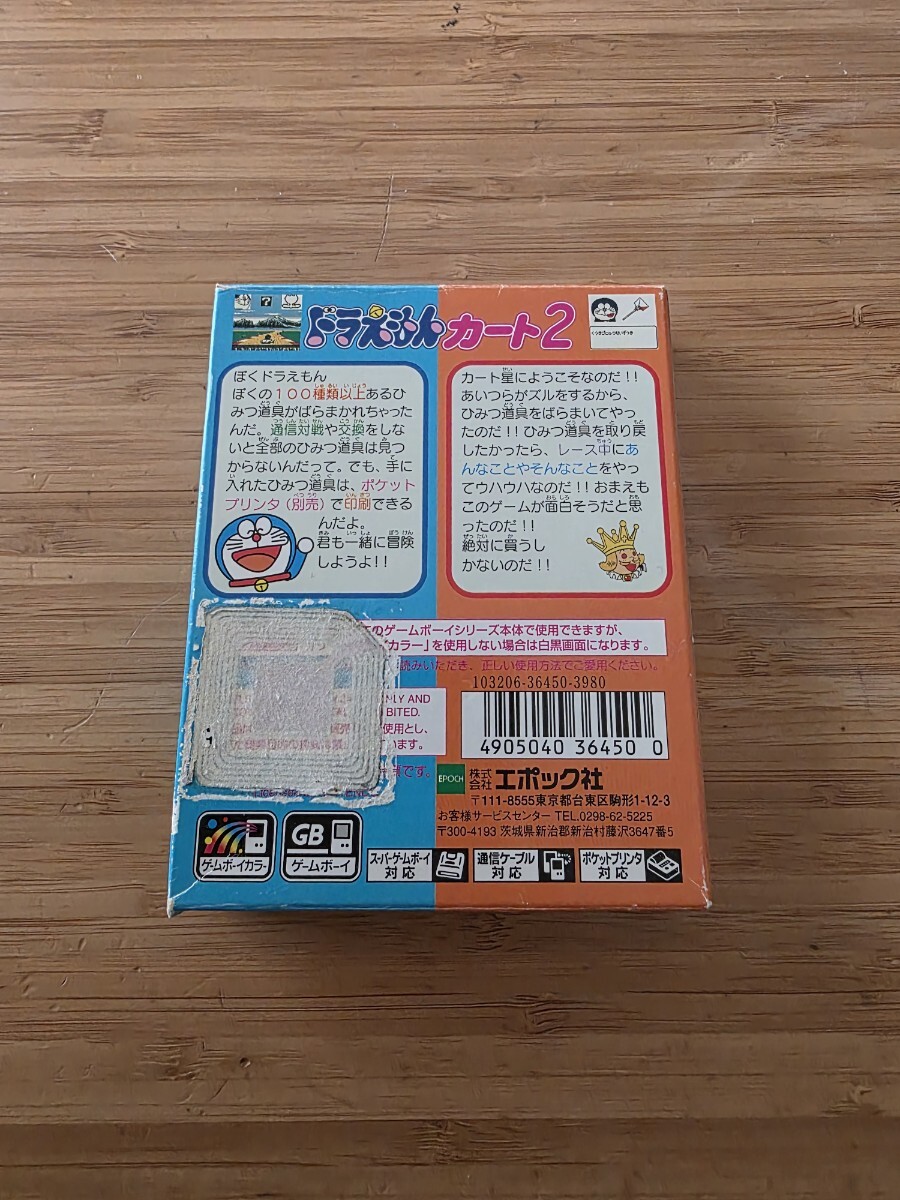 ドラえもんカート2
ぼくドラえもん
ぼくの100種類以上あるひ
みつ道具がばらまかれちゃった
んだ。通信対戦や交換をしな
いと全部のひみつ道具は見つ
からないんだって。でも、手に
入れたひみつ道具は、ポケット
プリンタ(別売)で印刷できる
んだよ。
君も一緒に冒険
しようよ!!
カート星にようこそなのだ!!
あいつらがズルをするから、
ひみつ道具をばらまいてやっ
たのだ!!ひみつ道具を取り戻
したかったら、レース中にあ
んなことやそんなことをやっ
てウハウハなのだ!!おまえも
このゲームが面白そうだと思
ったのだ!!
絶対に買うし
かないのだ!!
のゲームボーイシリーズ本体で使用できますが、
カラー」を使用しない場合は白黒画面になります。
読みいただき、正しい使用方法でご愛用ください。
103206-36450-3980
NLY AND
BITED.
使用とし、
います。
です。
4905040 36450 0
EPOCH 株式会社エポック社
〒111-8555東京都台東区駒形1-12-3
お客様サービスセンター TEL.0298-62-5225
〒300-4193 茨城県新治郡新治村藤沢3647番5
ゲームボーイカラー
GB
ゲームボーイ
スーパーゲームボーイ
対応
通信ケーブル
対応
ポケットプリンタ
対応